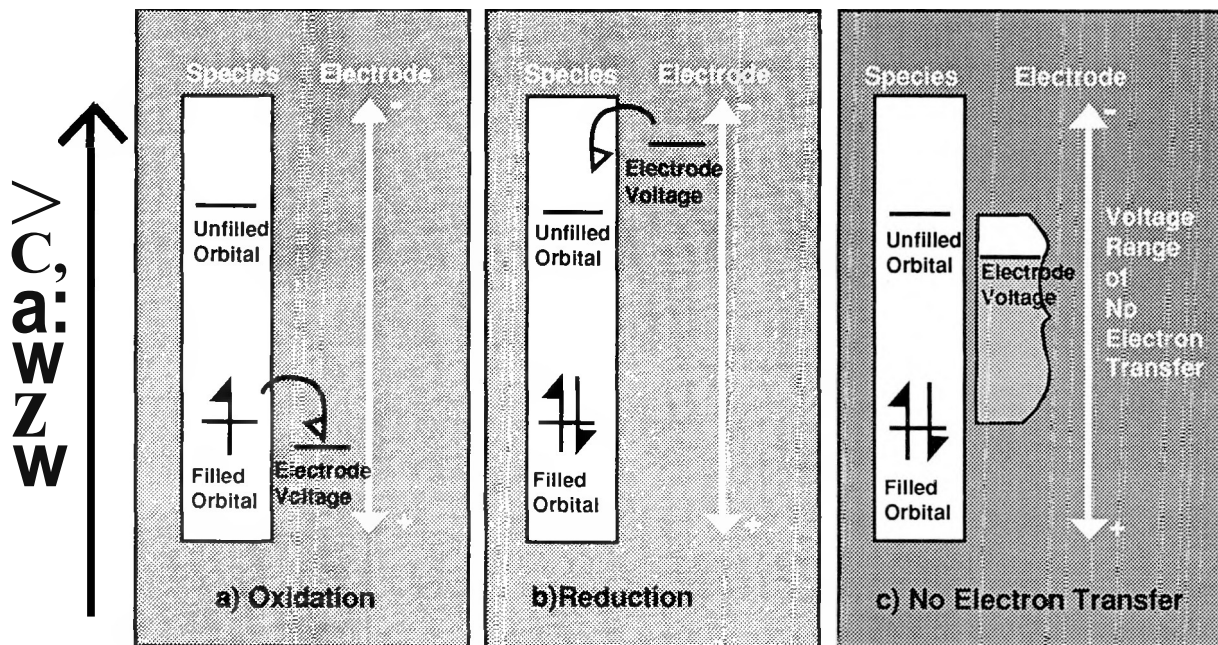 >
C,
a:
W
Z
W
Species Electrode
-
Unfilled
Orbital
Filled
Orbital
Electrode
Vcltage
+
a) Oxidation
Species Electrode
-
Electrode
Voltage
Unfilled
Orbital
Filled
Orbital
+
b)Reduction
Species Electrode
-
Unfilled
Orbital
Electrode
Voltage
Voltage
Range
of
No
Electron
Transfer
Filled
Orbital
+
c) No Electron Transfer